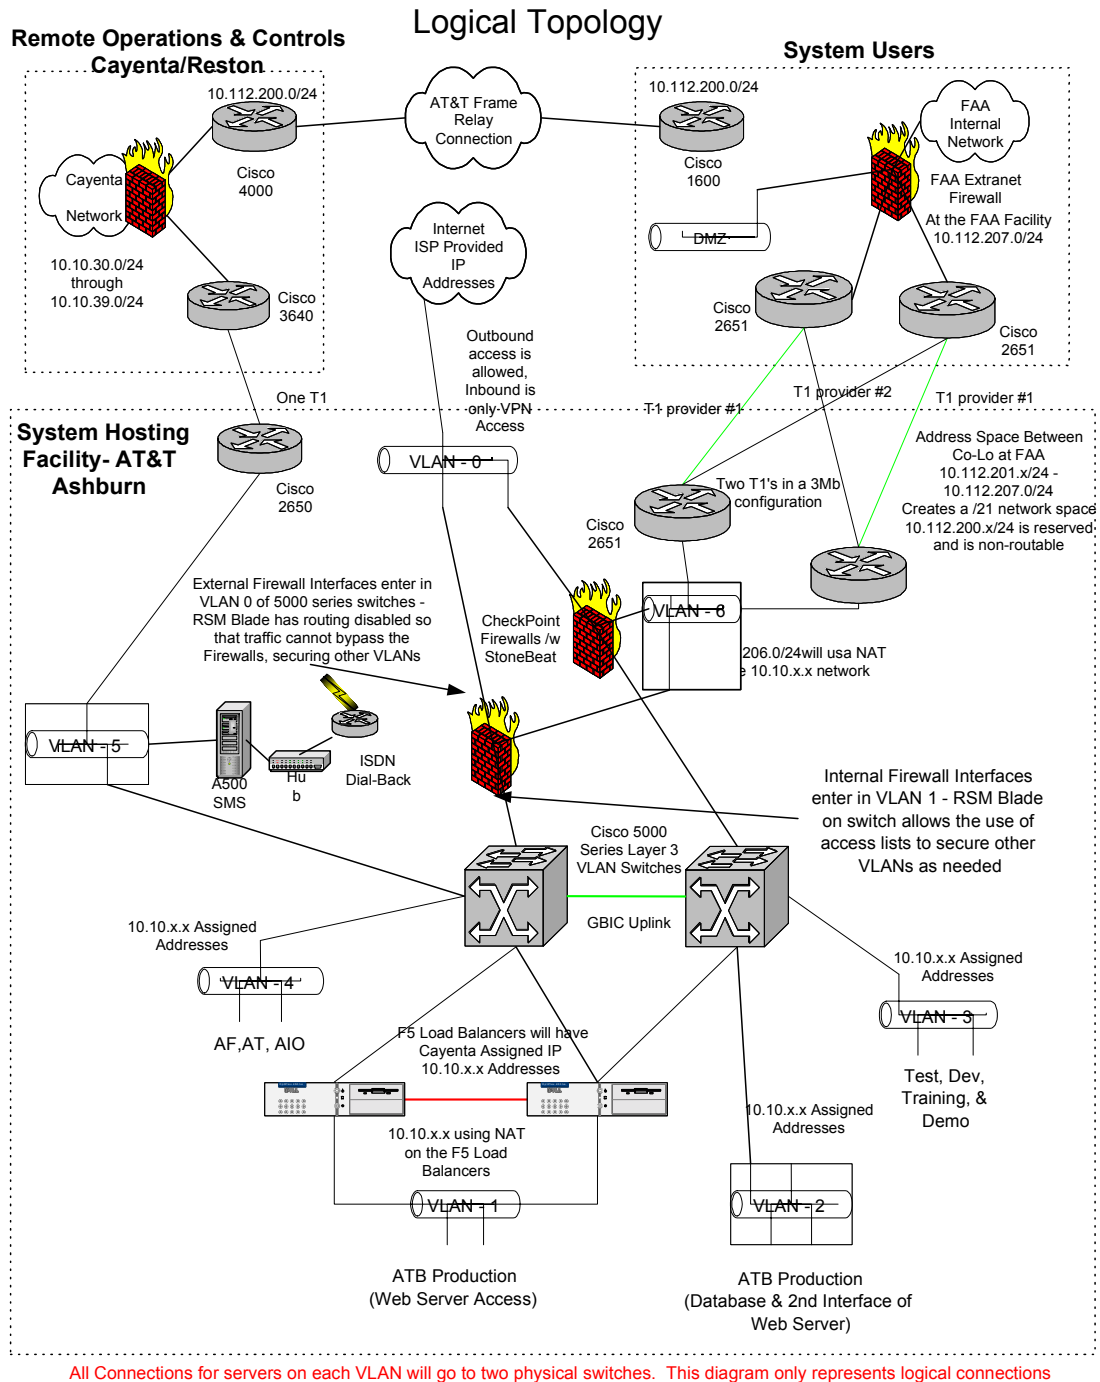 Logical Topology
Remote Operations & Controls
Cayenta/Reston
System Users
10.112.200.0/24
AT&T Frame
Relay
Connection
10.112.200.0/24
FAA
Internal
Network
Cisco
4000
Cisco
1600
Cayenta
Network
FAA Extranet
Firewall
At the FAA Facility
10.112.207.0/24
DMZ
Internet
ISP Provided
IP
Addresses
10.10.30.0/24
through
10.10.39.0/24
Cisco
3640
Cisco
2651
Cisco
2651
Outbound
access is
allowed,
Inbound is
only VPN
Access
One T1
T1 provider #1
T1 provider #2
T1 provider #1
System Hosting
Facility- AT&T
Ashburn
Cisco
2650
VLAN - 0
Two T1's in a 3Mb
configuration
Cisco
2651
Address Space Between
Co-Lo at FAA
10.112.201.x/24 -
10.112.207.0/24
Creates a /21 network space
10.112.200.x/24 is reserved
and is non-routable
External Firewall Interfaces enter in
VLAN 0 of 5000 series switches -
RSM Blade has routing disabled so
that traffic cannot bypass the
Firewalls, securing other VLANs
CheckPoint
Firewalls /w
StoneBeat
VLAN - 6
206.0/24will usa NAT
10.10.x.x network
VLAN - 5
A500
SMS
Hu
b
ISDN
Dial-Back
Internal Firewall Interfaces
enter in VLAN 1 - RSM Blade
on switch allows the use of
access lists to secure other
VLANs as needed
Cisco 5000
Series Layer 3
VLAN Switches
GBIC Uplink
10.10.x.x Assigned
Addresses
VLAN - 4
AF,AT, AIO
10.10.x.x Assigned
Addresses
VLAN - 3
Test, Dev,
Training, &
Demo
F5 Load Balancers will have
Cayenta Assigned IP
10.10.x.x Addresses
10.10.x.x using NAT
on the F5 Load
Balancers
VLAN - 1
ATB Production
(Web Server Access)
10.10.x.x Assigned
Addresses
VLAN - 2
ATB Production
(Database & 2nd Interface of
Web Server)
All Connections for servers on each VLAN will go to two physical switches.  This diagram only represents logical connections